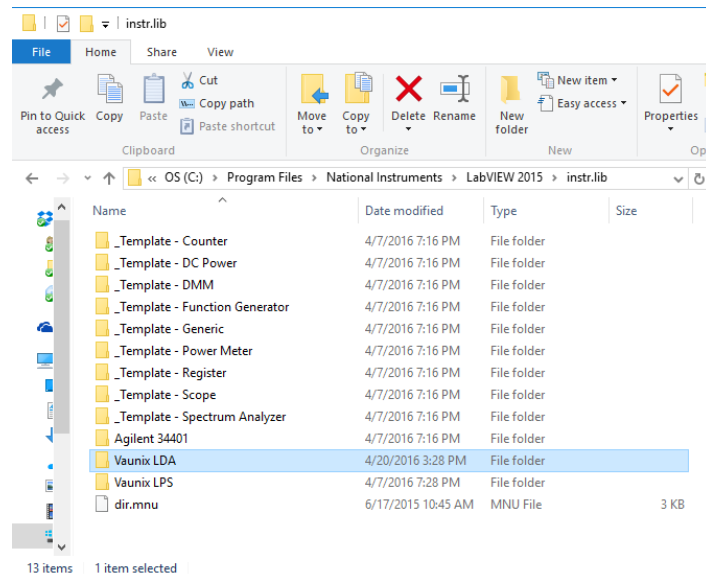 instr.lib
File Home Share View
Pin to Quick access
Copy
Paste
Cut
Copy path
Paste shortcut
Clipboard
Move to
Copy to
Delete
Rename
Organize
New folder
New item
Easy access
New
Properties
Op
« OS (C:) > Program Files > National Instruments > LabVIEW 2015 > instr.lib
Name Date modified Type Size
_Template - Counter 4/7/2016 7:16 PM File folder
_Template - DC Power 4/7/2016 7:16 PM File folder
_Template - DMM 4/7/2016 7:16 PM File folder
_Template - Function Generator 4/7/2016 7:16 PM File folder
_Template - Generic 4/7/2016 7:16 PM File folder
_Template - Power Meter 4/7/2016 7:16 PM File folder
_Template - Register 4/7/2016 7:16 PM File folder
_Template - Scope 4/7/2016 7:16 PM File folder
_Template - Spectrum Analyzer 4/7/2016 7:16 PM File folder
Agilent 34401 4/7/2016 7:16 PM File folder
Vaunix LDA 4/20/2016 3:28 PM File folder
Vaunix LPS 4/7/2016 7:28 PM File folder
dir.mnu 6/17/2015 10:45 AM MNU File 3 KB
13 items 1 item selected